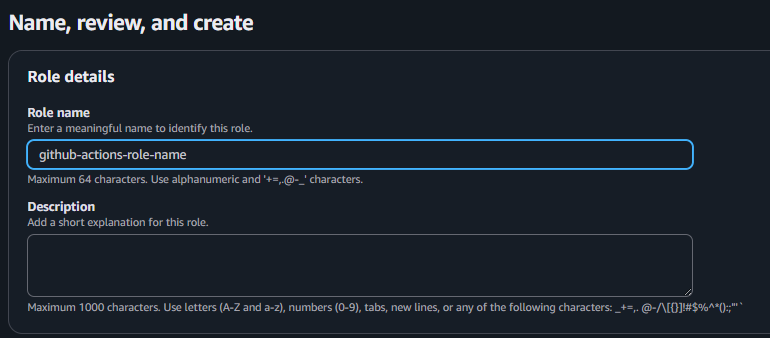 Name, review, and create
Role details
Role name
Enter a meaningful name to identify this role.
github-actions-role-name
Maximum 64 characters. Use alphanumeric and '+=,.@-_' characters.
Description
Add a short explanation for this role.
Maximum 1000 characters. Use letters (A-Z and a-z), numbers (0-9), tabs, new lines, or any of the following characters: _+=,. @-/\[{}]!#$%^*();:"'`